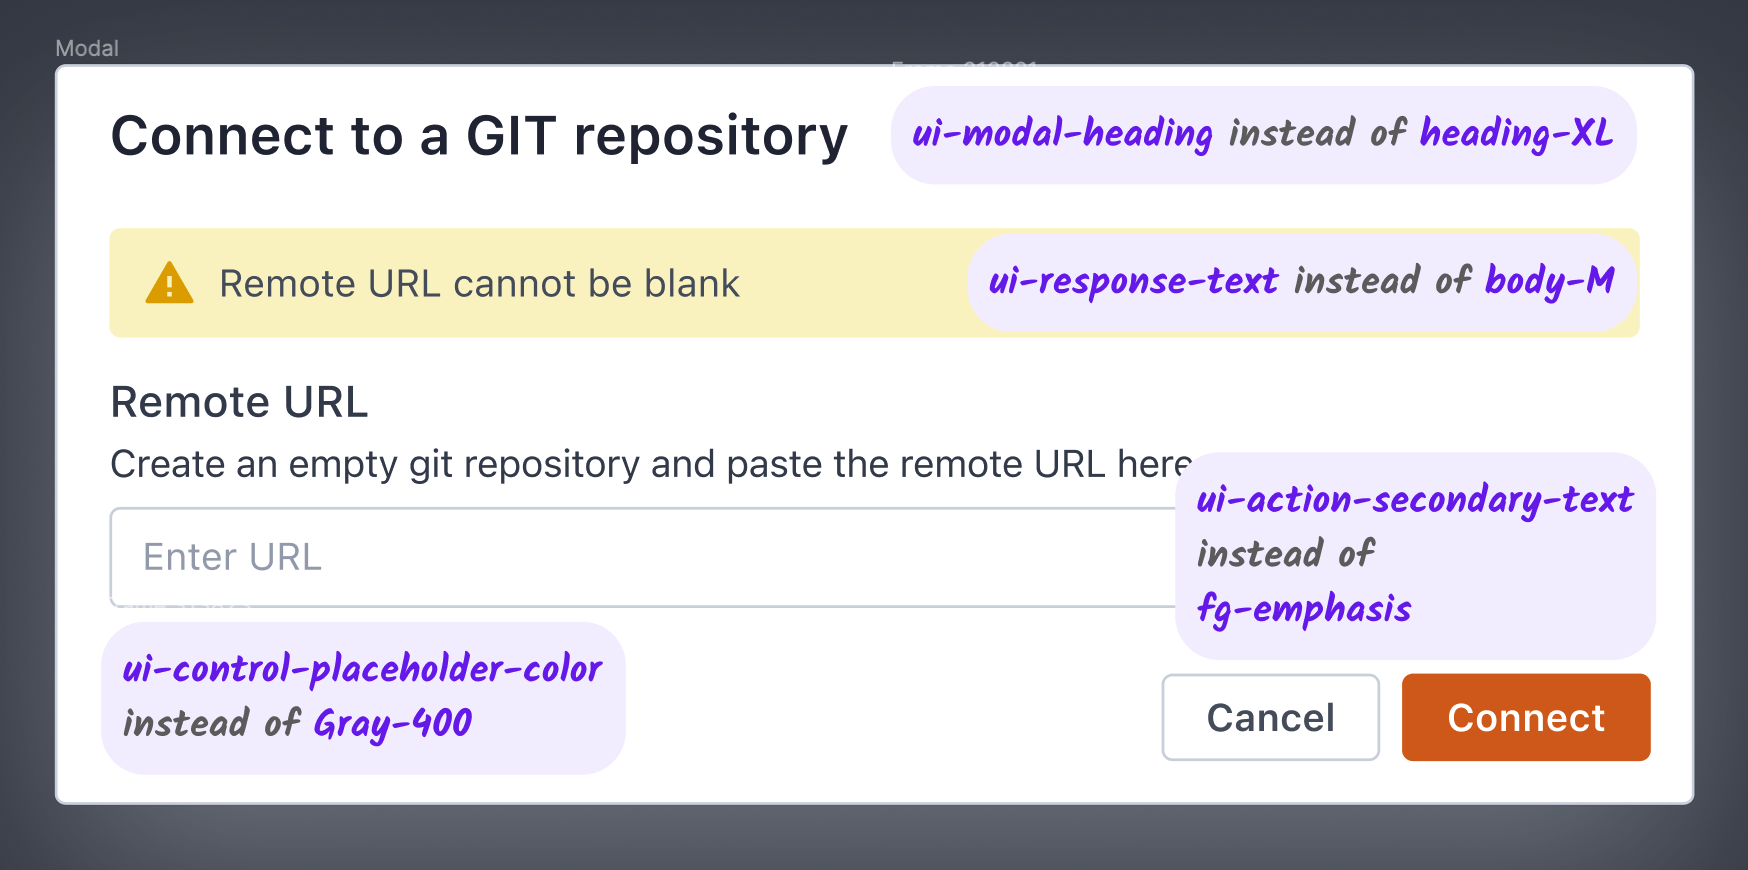 Modal
Connect to a GIT repository
ui-modal-heading instead of heading-XL
Remote URL cannot be blank
ui-response-text instead of body-M
Remote URL
Create an empty git repository and paste the remote URL here
Enter URL
ui-action-secondary-text
instead of
fg-emphasis
ui-control-placeholder-color
instead of Gray-400
Cancel
Connect